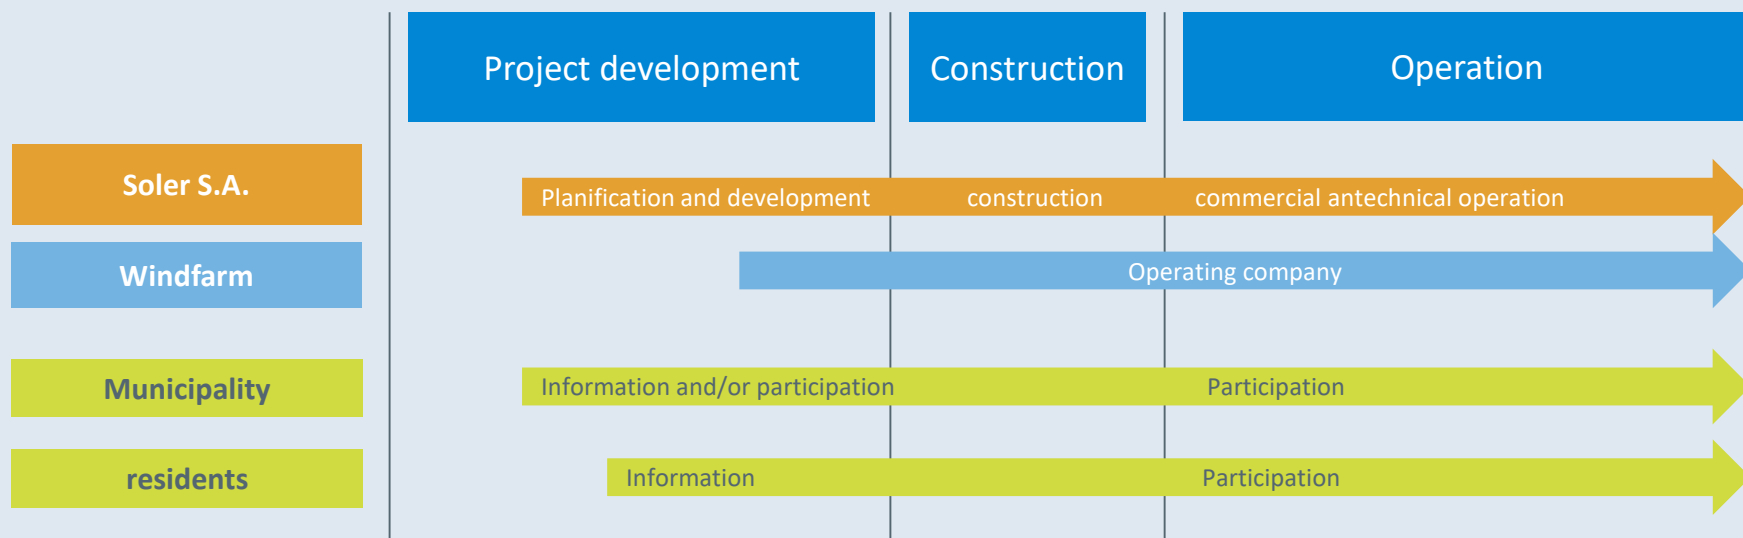 Project development
Construction
Operation
Soler S.A.
Planification and development
construction
commercial antechnical operation
Windfarm
Operating company
Municipality
Information and/or participation
Participation
residents
Information
Participation